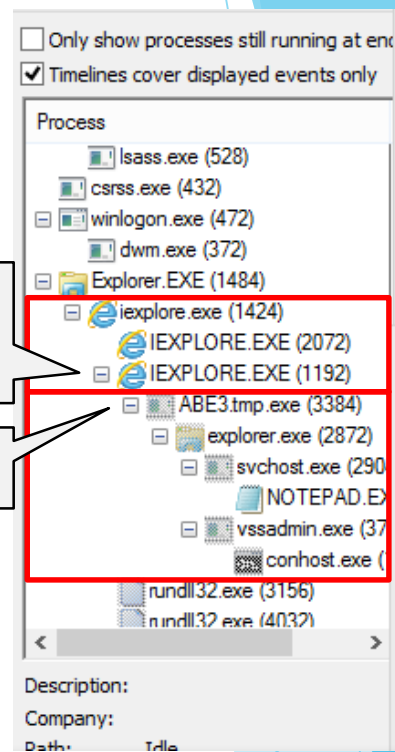 Only show processes still running at end
Timelines cover displayed events only
Process
lsass.exe (528)
csrss.exe (432)
winlogon.exe (472)
dwm.exe (372)
Explorer.EXE (1484)
iexplore.exe (1424)
IEXPLORE.EXE (2072)
IEXPLORE.EXE (1192)
ABE3.tmp.exe (3384)
explorer.exe (2872)
svchost.exe (290
NOTEPAD.EX
vssadmin.exe (37
conhost.exe (
rundll32.exe (3156)
rundll32.exe (4032)
Description:
Company:
Path: Idle